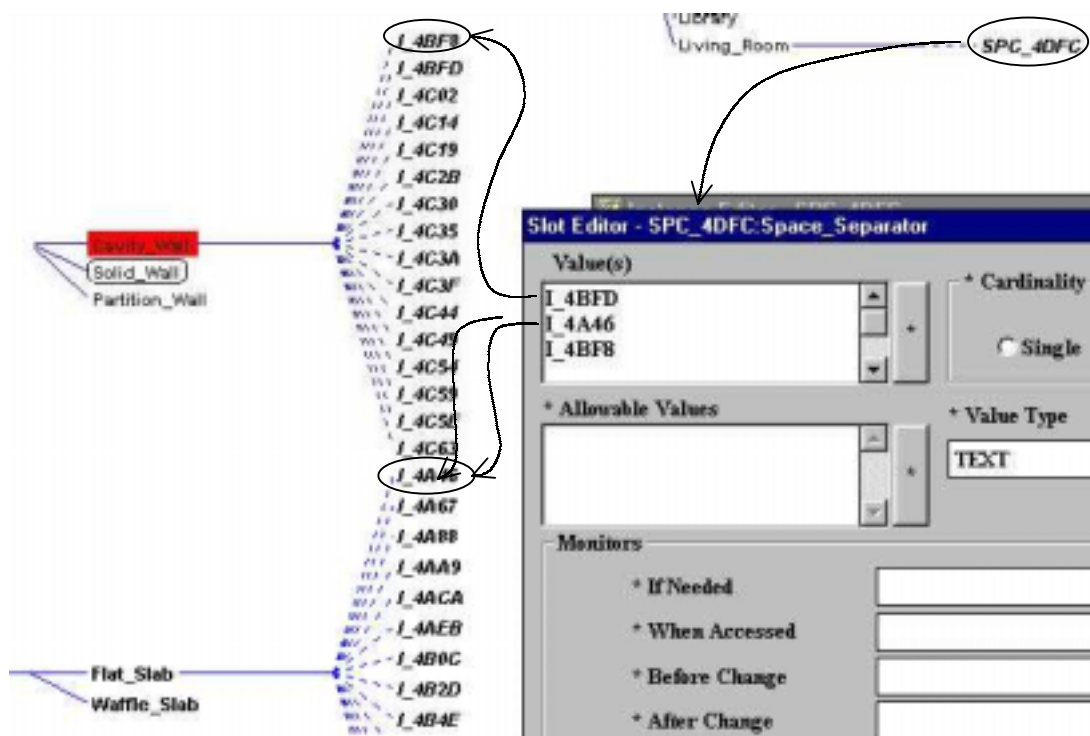 I_4BF8
I_4BFD
I_4C02
I_4C14
I_4C19
I_4C2B
I_4C30
I_4C35
I_4C3A
I_4C3F
I_4C44
I_4C49
I_4C54
I_4C59
I_4C5E
I_4C63
Cavity_Wall
Solid_Wall
Partition_Wall
I_4A46
I_4A67
I_4A88
I_4AA9
I_4ACA
I_4AEB
I_4B0C
I_4B2D
I_4B4E
Flat_Slab
Waffle_Slab
Library
Living_Room
SPC_4DFC
Instance Editor - SPC_4DFC
Slot Editor - SPC_4DFC:Space_Separator
Value(s)
I_4BFD
I_4A46
I_4BF8
*
* Cardinality
Single
* Allowable Values
*
* Value Type
TEXT
Monitors
* If Needed
* When Accessed
* Before Change
* After Change